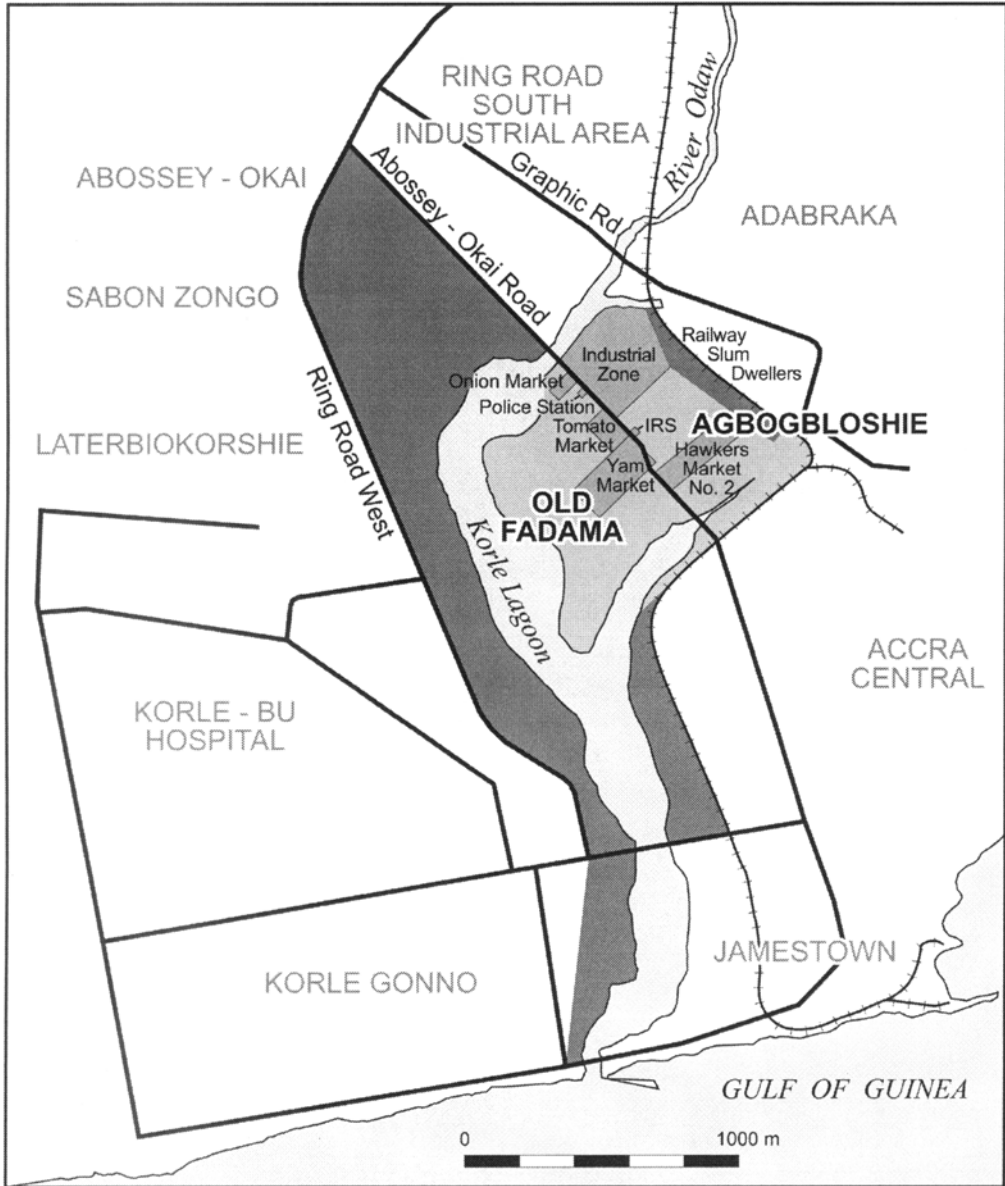 RING ROAD
SOUTH
INDUSTRIAL AREA
River Odaw
ABOSSEY - OKAI
Abossey - Okai Road
Graphic Rd
ADABRAKA
SABON ZONGO
Railway
Slum
Dwellers
Industrial
Zone
Onion Market
Police Station
Tomato
Market
IRS
AGBOGBLOSHIE
Hawkers
Market
No. 2
Yam
Market
LATERBIOKORSHIE
Ring Road West
OLD
FADAMA
Korle Lagoon
ACCRA
CENTRAL
KORLE - BU
HOSPITAL
KORLE GONNO
JAMESTOWN
GULF OF GUINEA
0
1000 m